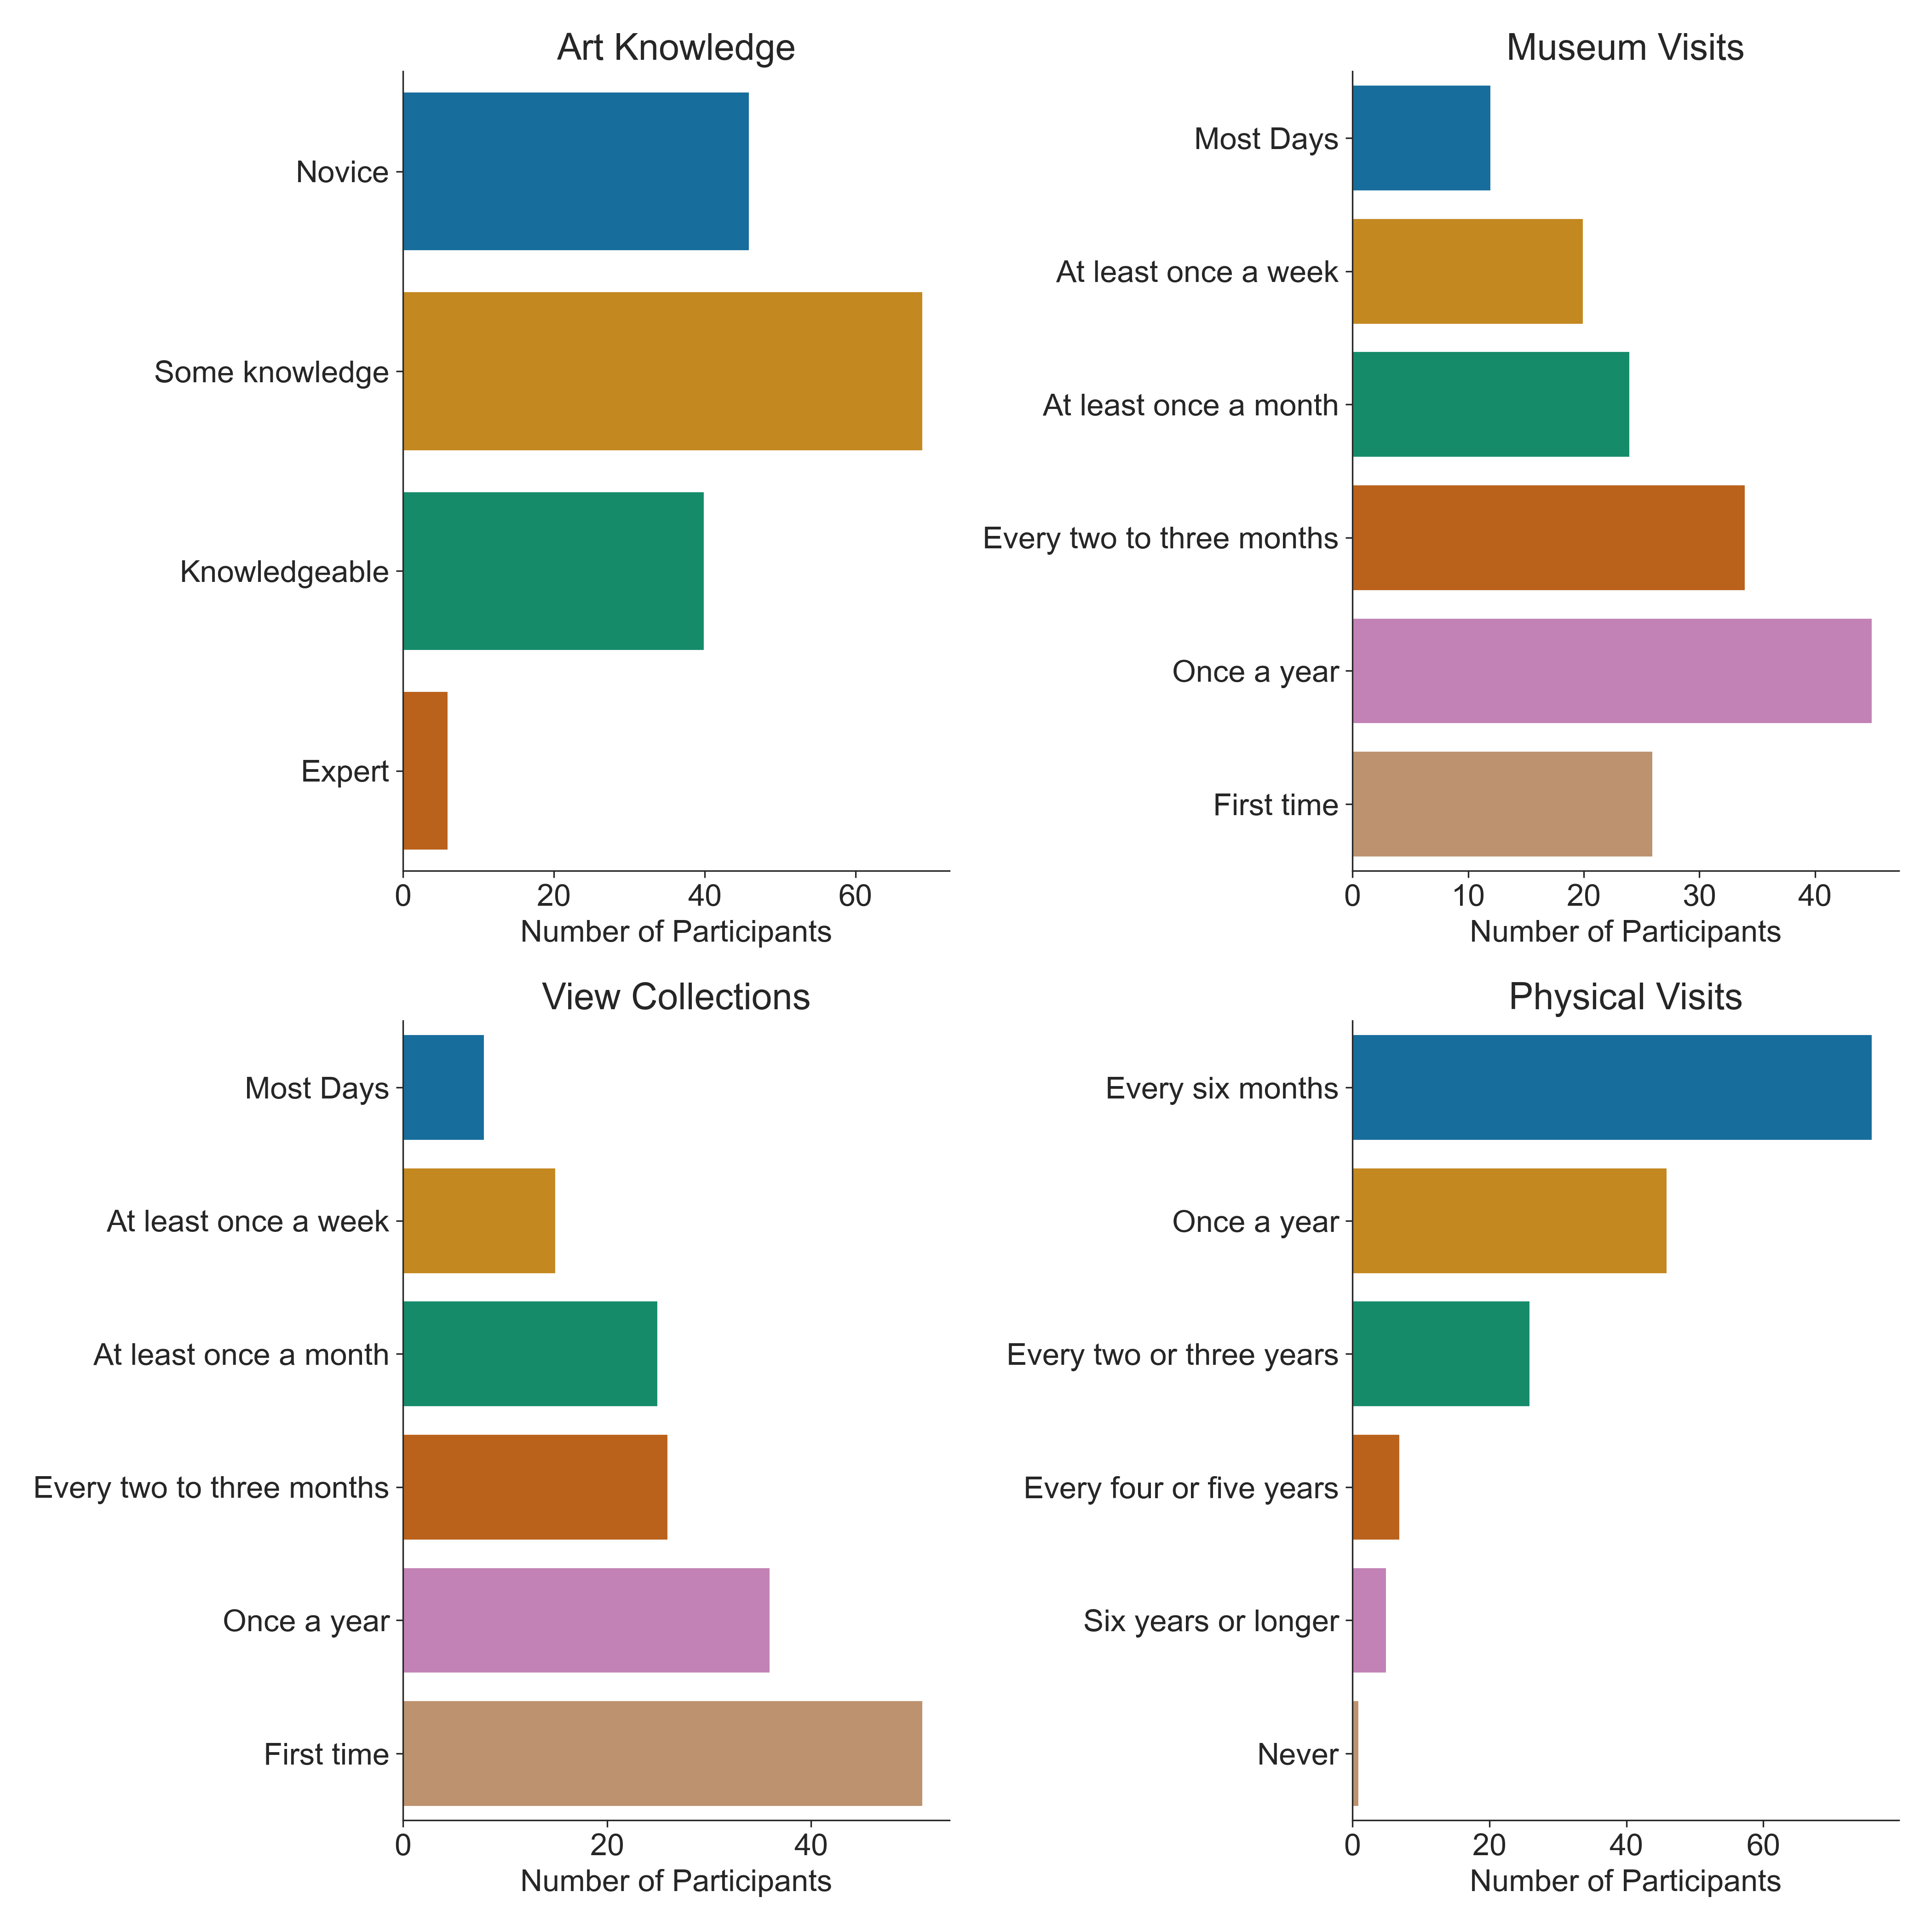 Art Knowledge
Novice
Some knowledge
Knowledgeable
Expert
0 20 40 60
Number of Participants
Museum Visits
Most Days
At least once a week
At least once a month
Every two to three months
Once a year
First time
0 10 20 30 40
Number of Participants
View Collections
Most Days
At least once a week
At least once a month
Every two to three months
Once a year
First time
0 20 40
Number of Participants
Physical Visits
Every six months
Once a year
Every two or three years
Every four or five years
Six years or longer
Never
0 20 40 60
Number of Participants